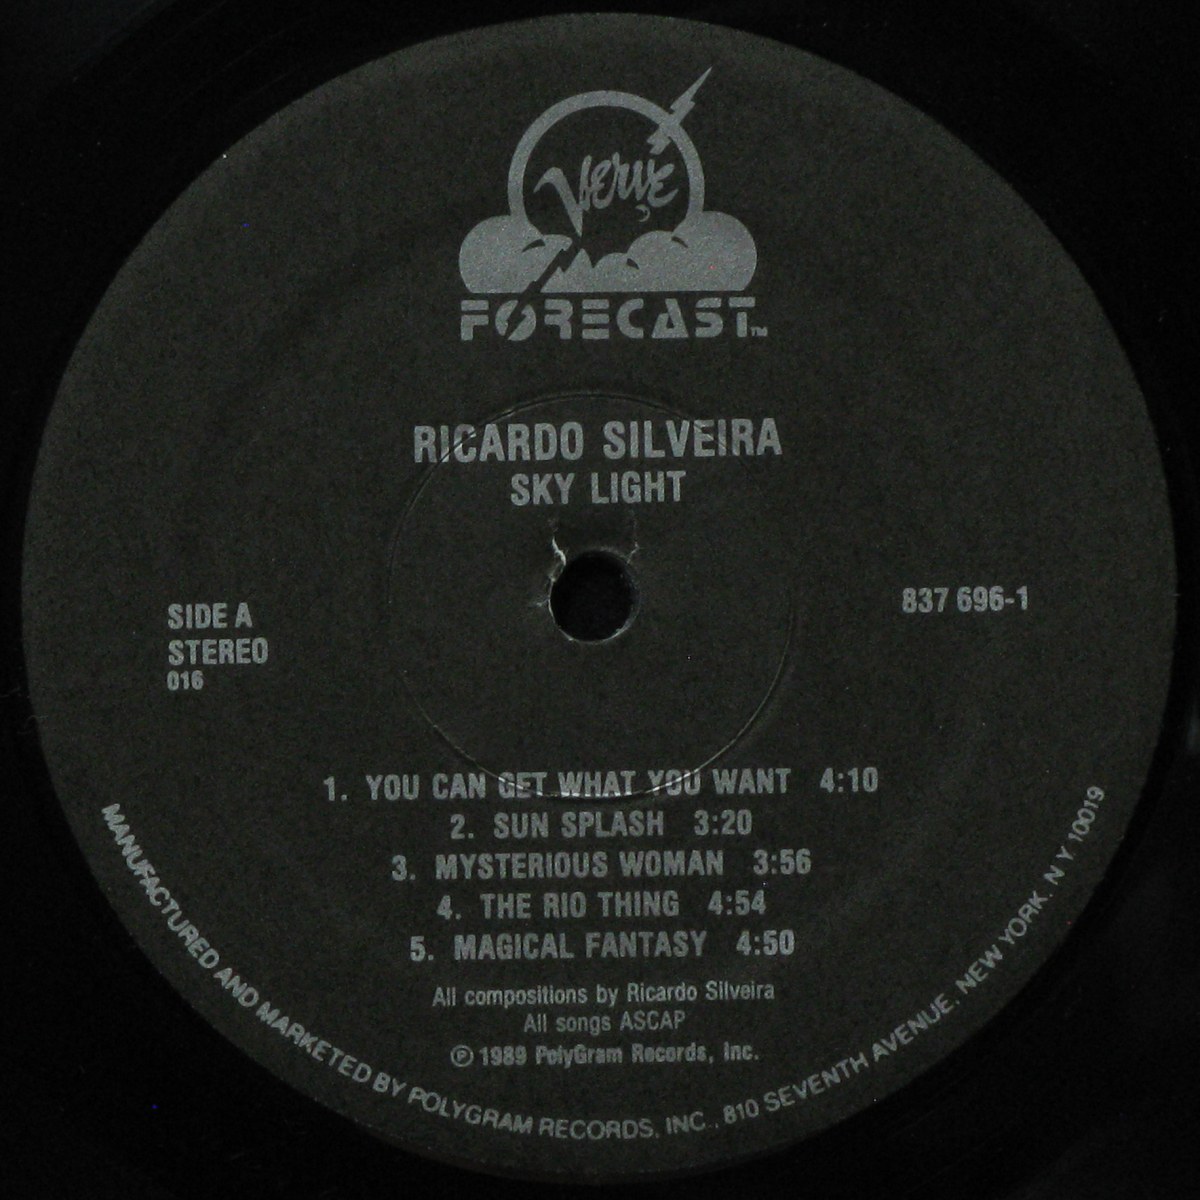 Verve
FORECAST™
RICARDO SILVEIRA
SKY LIGHT
SIDE A
STEREO
016
837 696-1
1. YOU CAN GET WHAT YOU WANT 4:10
2. SUN SPLASH 3:20
3. MYSTERIOUS WOMAN 3:56
4. THE RIO THING 4:54
5. MAGICAL FANTASY 4:50
All compositions by Ricardo Silveira
All songs ASCAP
℗ 1989 PolyGram Records, Inc.
MANUFACTURED AND MARKETED BY POLYGRAM RECORDS, INC., 810 SEVENTH AVENUE, NEW YORK, N Y 10019